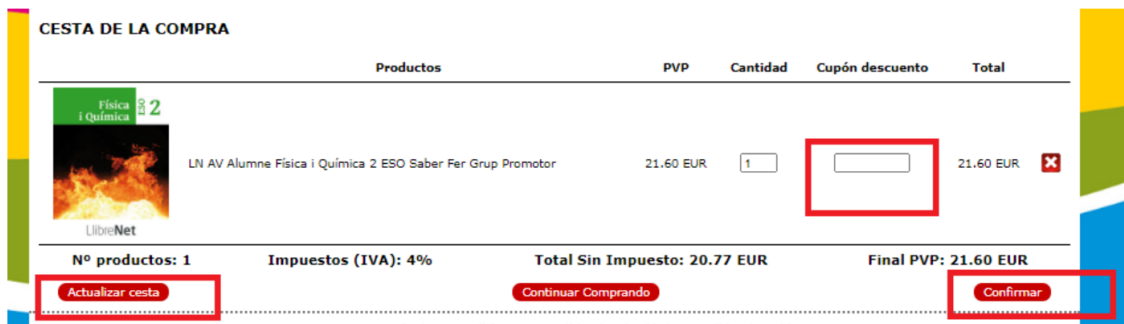 CESTA DE LA COMPRA
Productos PVP Cantidad Cupón descuento Total
Física i Química ESO 2
LN AV Alumne Física i Química 2 ESO Saber Fer Grup Promotor 21.60 EUR 1 21.60 EUR
LlibreNet
Nº productos: 1 Impuestos (IVA): 4% Total Sin Impuesto: 20.77 EUR Final PVP: 21.60 EUR
Actualizar cesta Continuar Comprando Confirmar